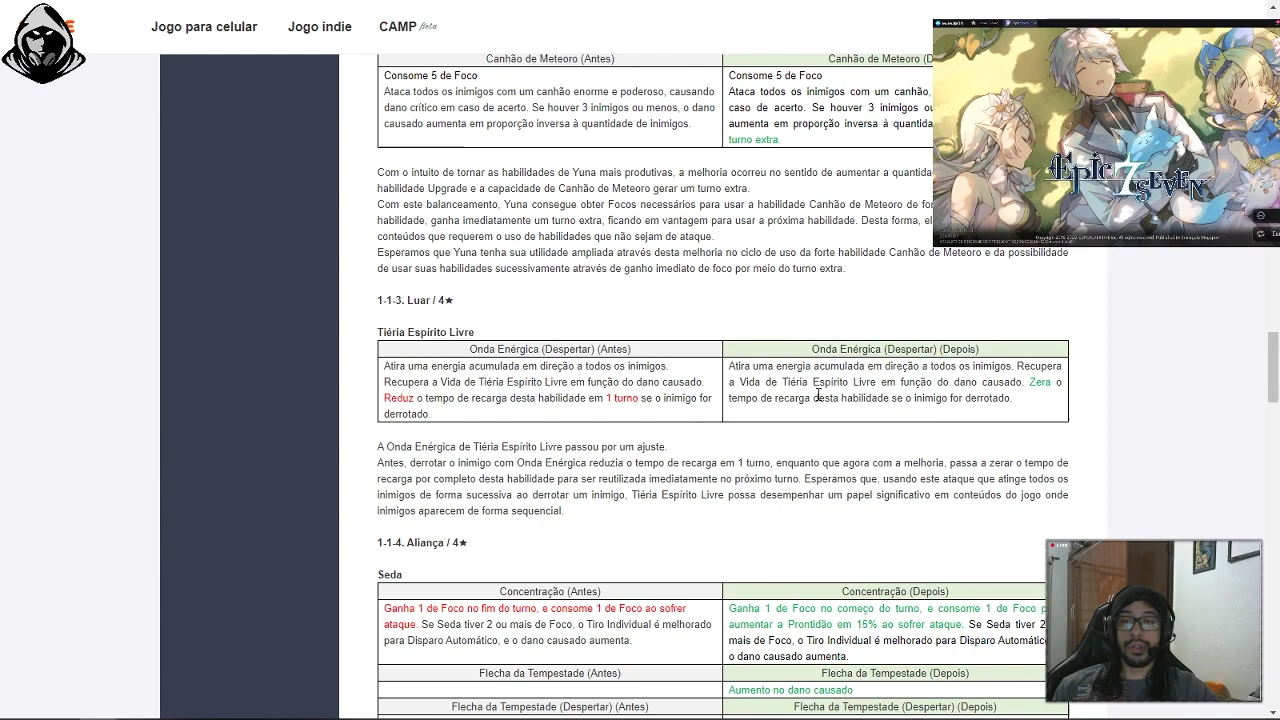 Jogo para celular
Jogo indie
CAMP Beta
Canhão de Meteoro (Antes)
Canhão de Meteoro (D
Consome 5 de Foco
Ataca todos os inimigos com um canhão enorme e poderoso, causando
dano crítico em caso de acerto. Se houver 3 inimigos ou menos, o dano
causado aumenta em proporção inversa à quantidade de inimigos.
Consome 5 de Foco
Ataca todos os inimigos com um canhão,
caso de acerto. Se houver 3 inimigos ou
aumenta em proporção inversa à quantida
turno extra.
Com o intuito de tornar as habilidades de Yuna mais produtivas, a melhoria ocorreu no sentido de aumentar a quantida
habilidade Upgrade e a capacidade de Canhão de Meteoro gerar um turno extra.
Com este balanceamento, Yuna consegue obter Focos necessários para usar a habilidade Canhão de Meteoro de for
habilidade, ganha imediatamente um turno extra, ficando em vantagem para usar a próxima habilidade. Desta forma, el
conteúdos que requerem o uso de habilidades que não sejam de ataque.
Esperamos que Yuna tenha sua utilidade ampliada através desta melhoria no ciclo de uso da forte habilidade Canhão de Meteoro e da possibilidade
de usar suas habilidades sucessivamente através de ganho imediato de foco por meio do turno extra.
EPIC SEVEN
1-1-3. Luar / 4★
Tiéria Espírito Livre
Onda Enérgica (Despertar) (Antes)
Onda Enérgica (Despertar) (Depois)
Atira uma energia acumulada em direção a todos os inimigos.
Recupera a Vida de Tiéria Espírito Livre em função do dano causado.
Reduz o tempo de recarga desta habilidade em 1 turno se o inimigo for
derrotado.
Atira uma energia acumulada em direção a todos os inimigos. Recupera
a Vida de Tiéria Espírito Livre em função do dano causado. Zera o
tempo de recarga desta habilidade se o inimigo for derrotado.
A Onda Enérgica de Tiéria Espírito Livre passou por um ajuste.
Antes, derrotar o inimigo com Onda Enérgica reduzia o tempo de recarga em 1 turno, enquanto que agora com a melhoria, passa a zerar o tempo de
recarga por completo desta habilidade para ser reutilizada imediatamente no próximo turno. Esperamos que, usando este ataque que atinge todos os
inimigos de forma sucessiva ao derrotar um inimigo, Tiéria Espírito Livre possa desempenhar um papel significativo em conteúdos do jogo onde
inimigos aparecem de forma sequencial.
1-1-4. Aliança / 4★
Seda
Concentração (Antes)
Concentração (Depois)
Ganha 1 de Foco no fim do turno, e consome 1 de Foco ao sofrer
ataque. Se Seda tiver 2 ou mais de Foco, o Tiro Individual é melhorado
para Disparo Automático, e o dano causado aumenta.
Ganha 1 de Foco no começo do turno, e consome 1 de Foco p
aumentar a Prontidão em 15% ao sofrer ataque. Se Seda tiver 2
mais de Foco, o Tiro Individual é melhorado para Disparo Automátic
o dano causado aumenta.
Flecha da Tempestade (Antes)
Flecha da Tempestade (Depois)
Aumento no dano causado
Flecha da Tempestade (Despertar) (Antes)
Flecha da Tempestade (Despertar) (Depois)